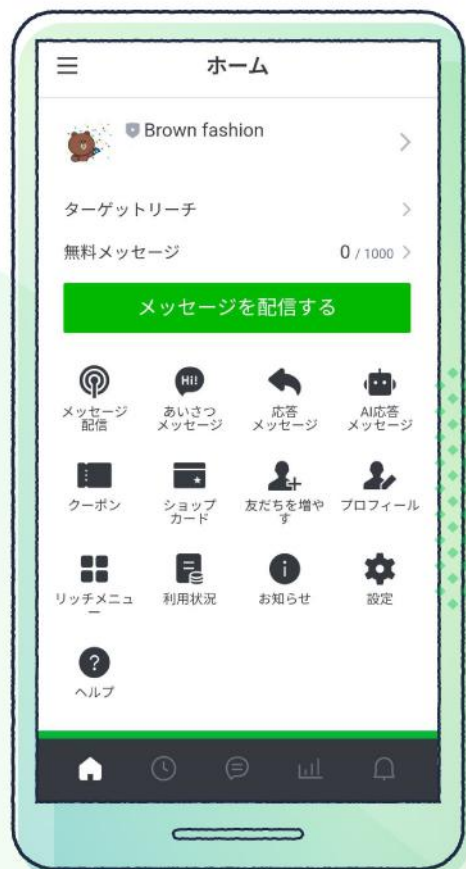 ホーム
Brown fashion
ターゲットリーチ
無料メッセージ 0 / 1000
メッセージを配信する
メッセージ
配信
あいさつ
メッセージ
応答
メッセージ
AI応答
メッセージ
クーポン
ショップ
カード
友だちを増や
す
プロフィール
リッチメニュ
ー
利用状況
お知らせ
設定
ヘルプ
Hi!